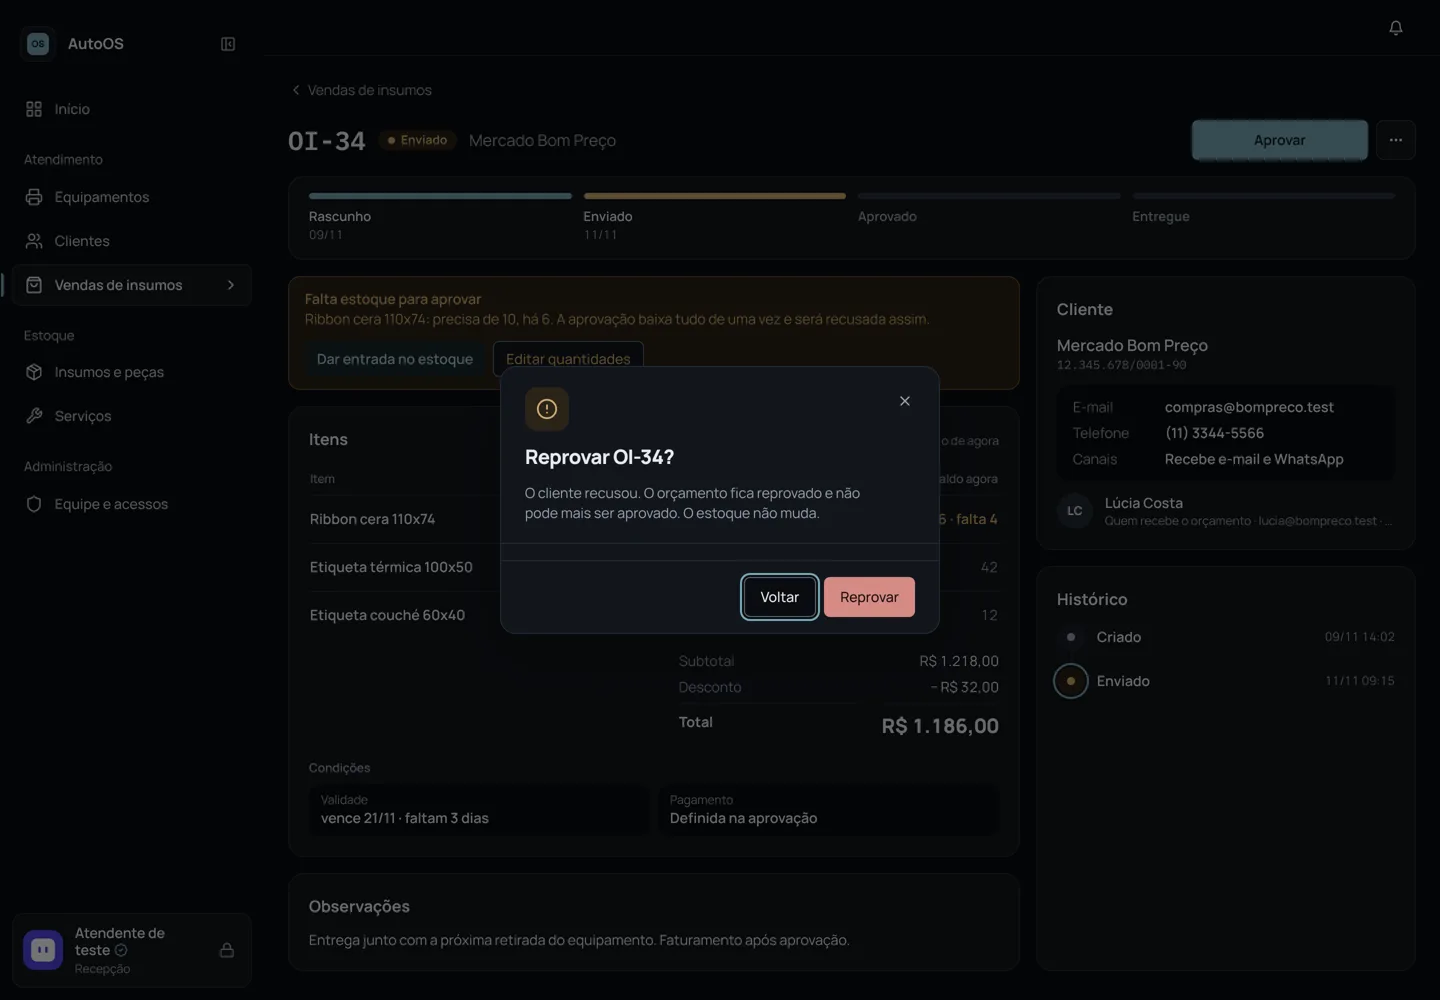 OS AutoOS
Início
Atendimento
Equipamentos
Clientes
Vendas de insumos
Estoque
Insumos e peças
Serviços
Administração
Equipe e acessos
Atendente de
teste
Recepção
Vendas de insumos
OI-34 Enviado Mercado Bom Preço
Aprovar
Rascunho
09/11
Enviado
11/11
Aprovado
Entregue
Falta estoque para aprovar
Ribbon cera 110x74: precisa de 10, há 6. A aprovação baixa tudo de uma vez e será recusada assim.
Dar entrada no estoque
Editar quantidades
Itens
o de agora
Item
aldo agora
Ribbon cera 110x74
· falta 4
Etiqueta térmica 100x50
42
Etiqueta couché 60x40
12
Reprovar OI-34?
O cliente recusou. O orçamento fica reprovado e não
pode mais ser aprovado. O estoque não muda.
Voltar
Reprovar
Subtotal R$ 1.218,00
Desconto − R$ 32,00
Total R$ 1.186,00
Condições
Validade
vence 21/11 · faltam 3 dias
Pagamento
Definida na aprovação
Observações
Entrega junto com a próxima retirada do equipamento. Faturamento após aprovação.
Cliente
Mercado Bom Preço
12.345.678/0001-90
E-mail compras@bompreco.test
Telefone (11) 3344-5566
Canais Recebe e-mail e WhatsApp
LC
Lúcia Costa
Quem recebe o orçamento · lucia@bompreco.test · …
Histórico
Criado 09/11 14:02
Enviado 11/11 09:15